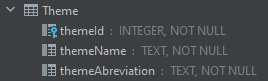 Theme
themeId : INTEGER, NOT NULL
themeName : TEXT, NOT NULL
themeAbreviation : TEXT, NOT NULL